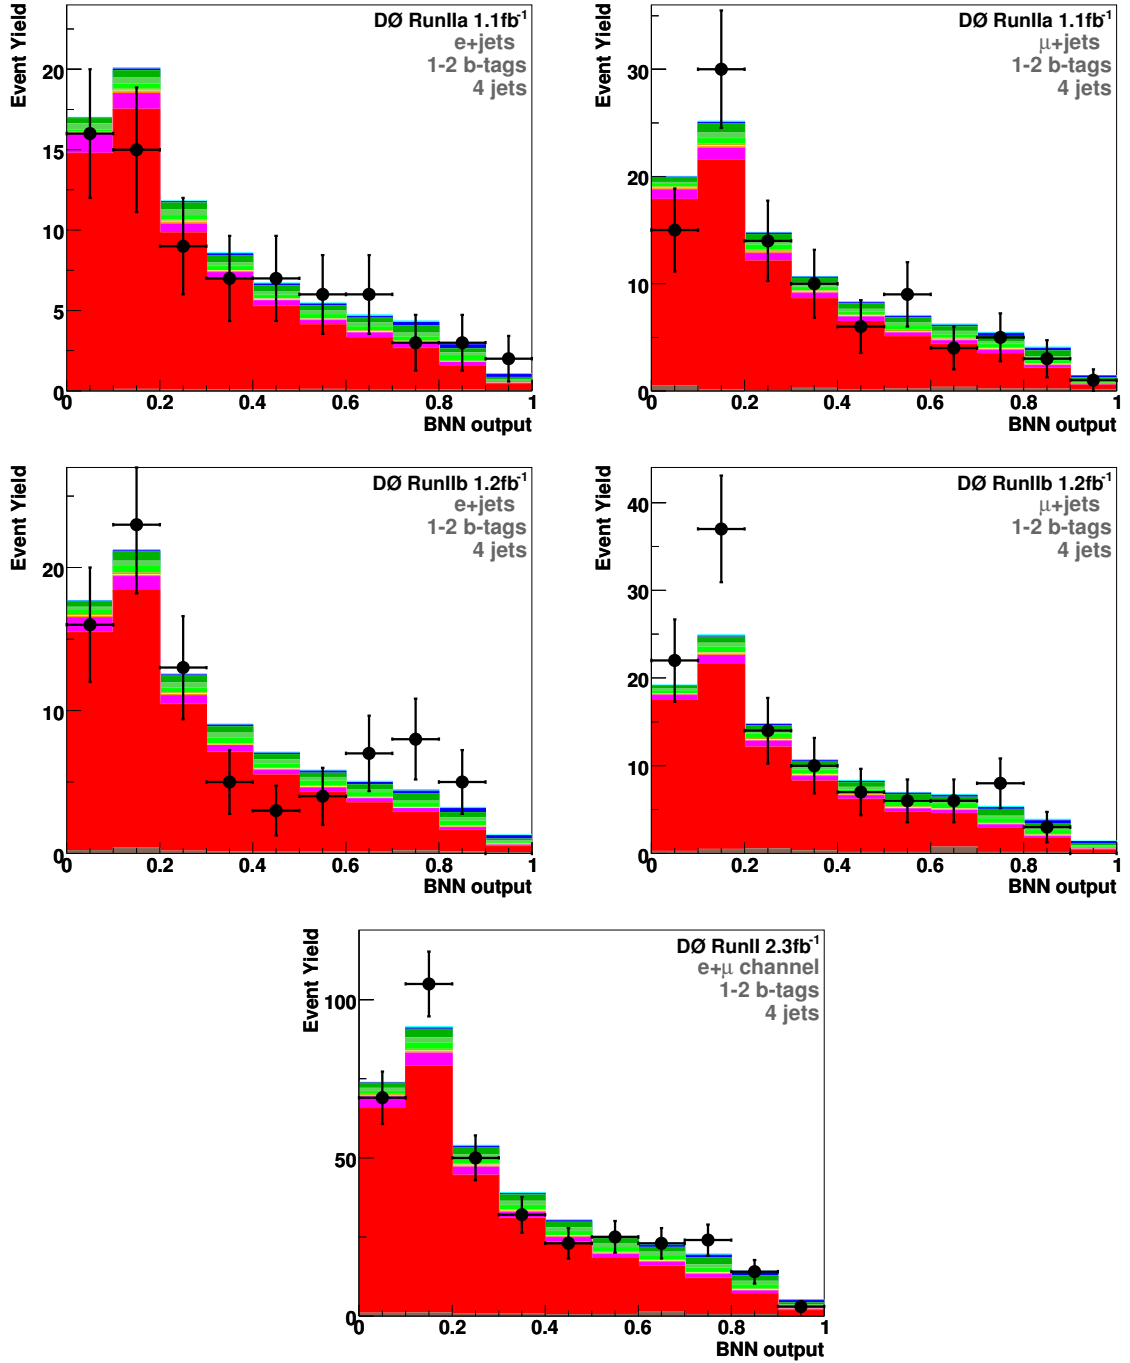 Event Yield
DØ RunIIa 1.1fb⁻¹
e+jets
1-2 b-tags
4 jets
20
15
10
5
0
0 0.2 0.4 0.6 0.8 1
BNN output
Event Yield
DØ RunIIa 1.1fb⁻¹
μ+jets
1-2 b-tags
4 jets
30
20
10
0
0 0.2 0.4 0.6 0.8 1
BNN output
Event Yield
DØ RunIIb 1.2fb⁻¹
e+jets
1-2 b-tags
4 jets
20
10
0
0 0.2 0.4 0.6 0.8 1
BNN output
Event Yield
DØ RunIIb 1.2fb⁻¹
μ+jets
1-2 b-tags
4 jets
40
30
20
10
0
0 0.2 0.4 0.6 0.8 1
BNN output
Event Yield
DØ RunII 2.3fb⁻¹
e+μ channel
1-2 b-tags
4 jets
100
50
0
0 0.2 0.4 0.6 0.8 1
BNN output